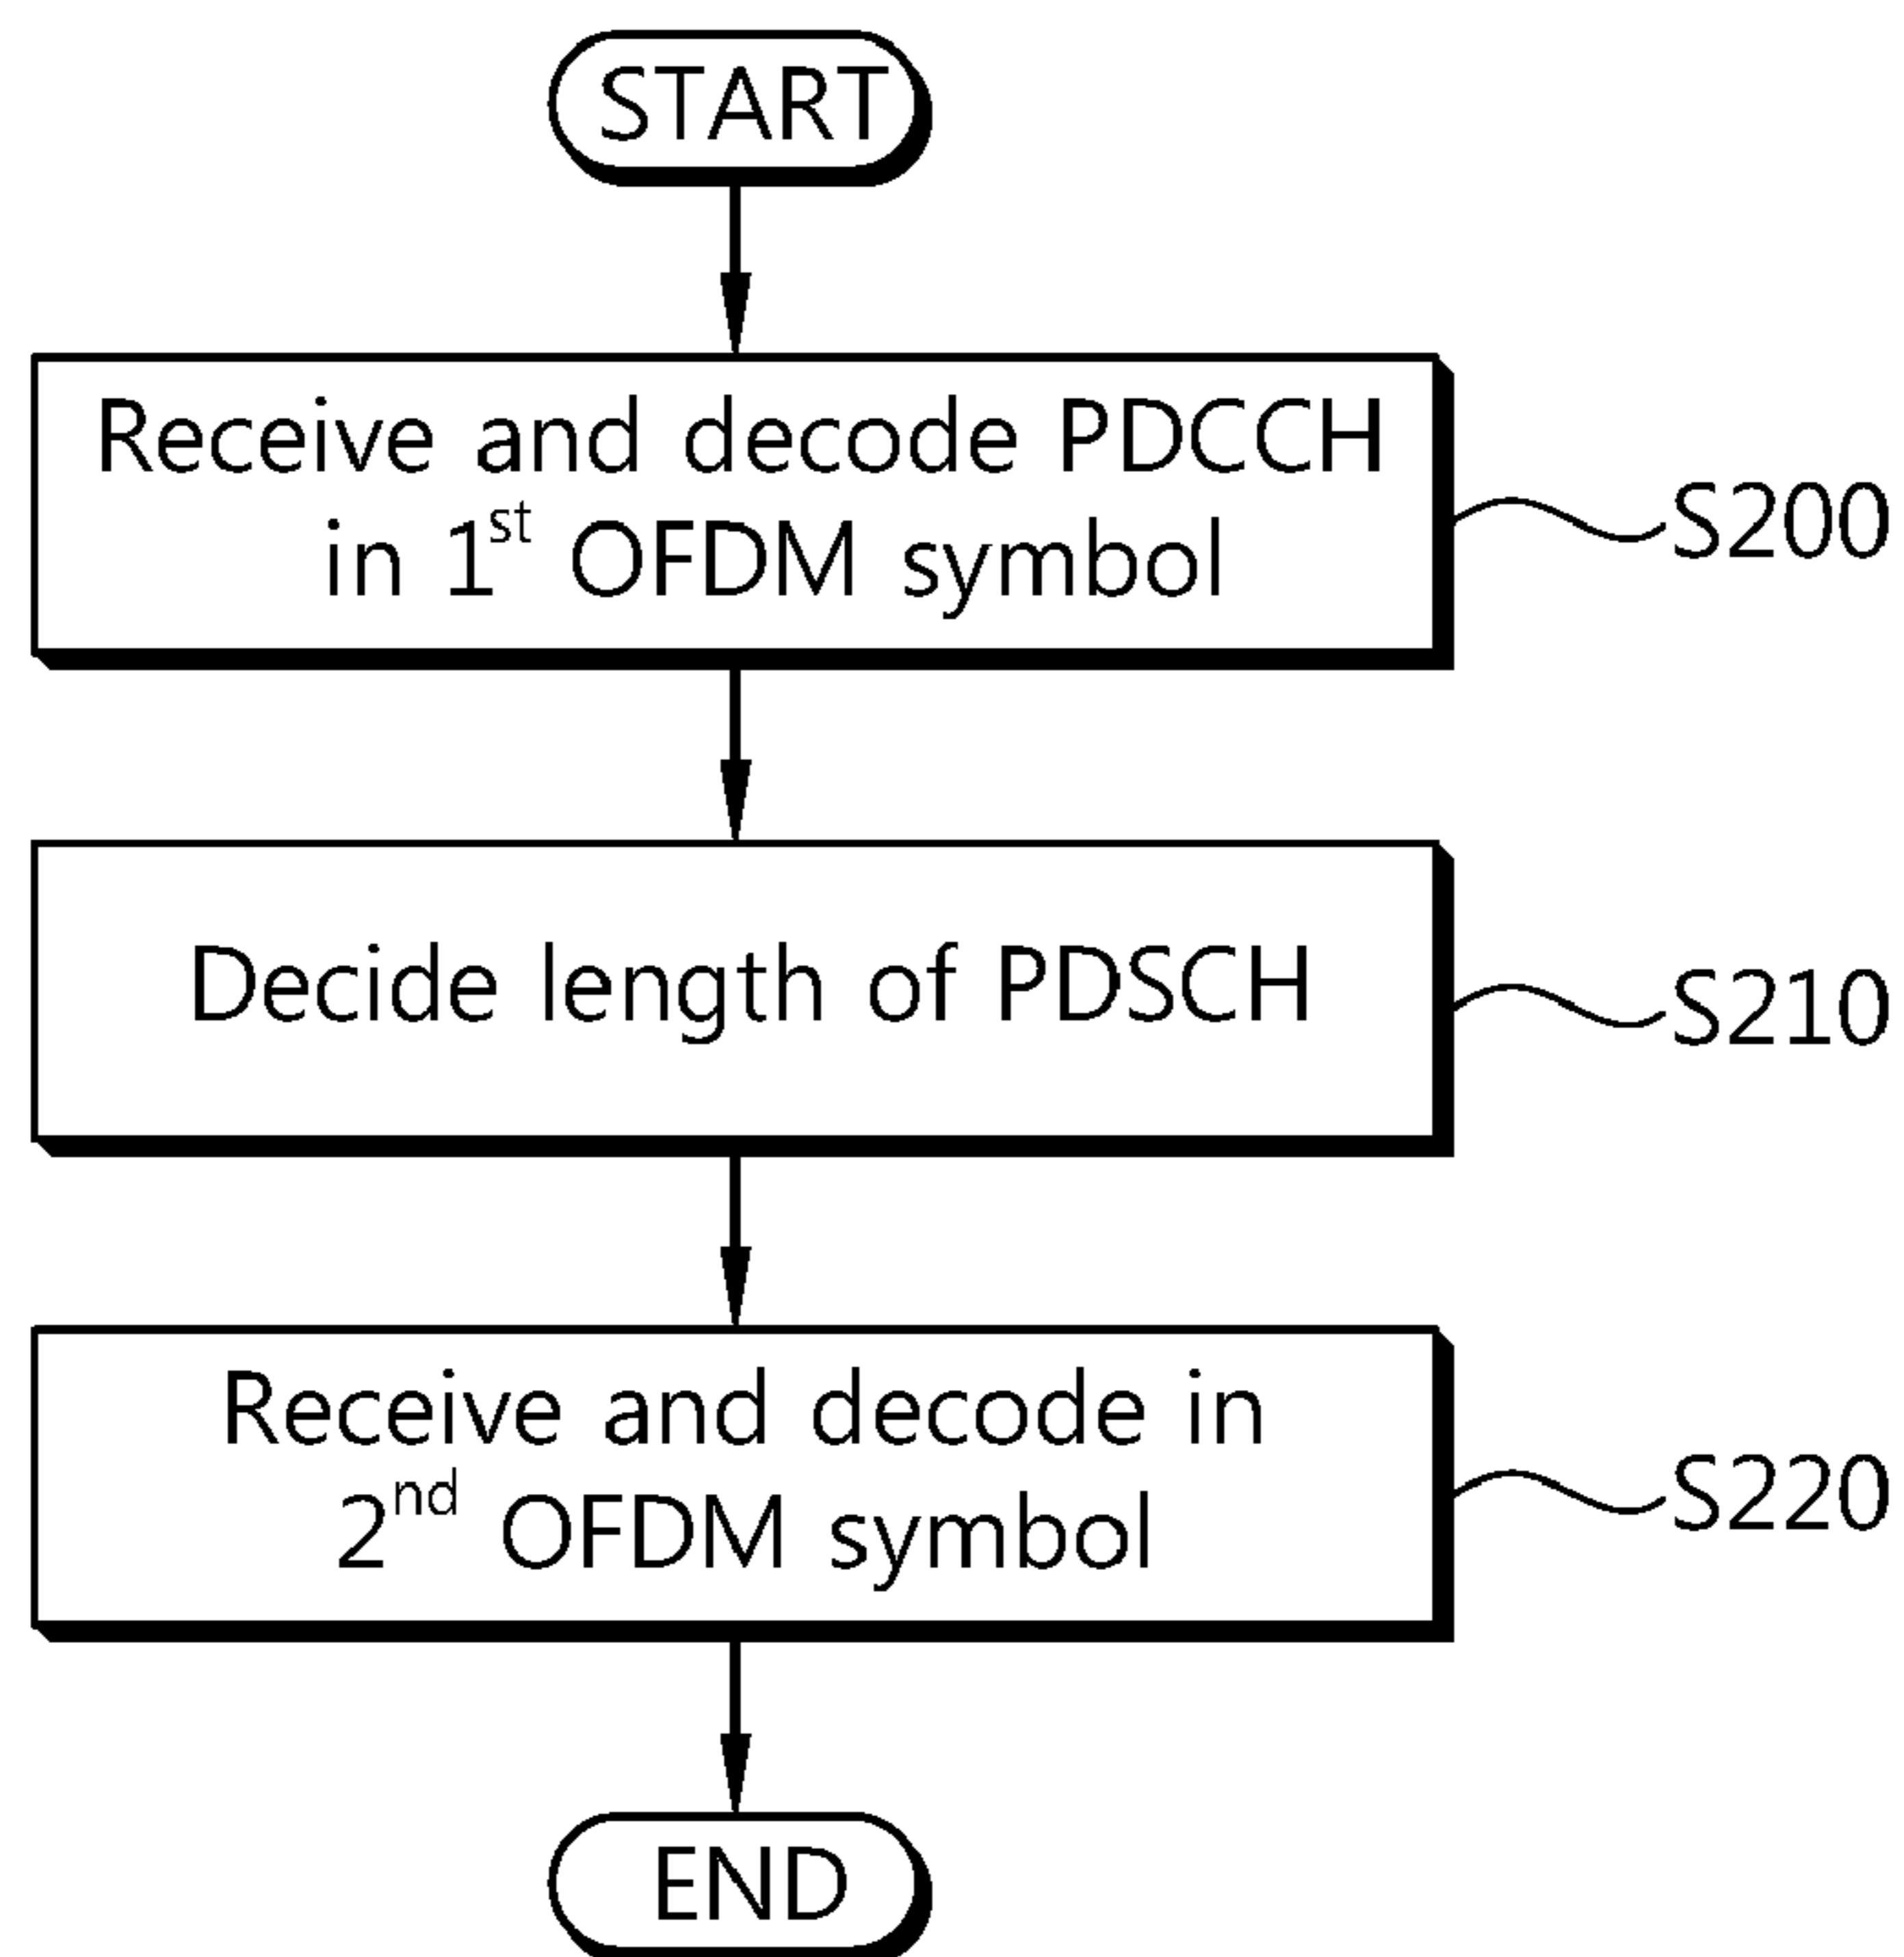 START
Receive and decode PDCCH
in 1st OFDM symbol
S200
Decide length of PDSCH
S210
Receive and decode in
2nd OFDM symbol
S220
END